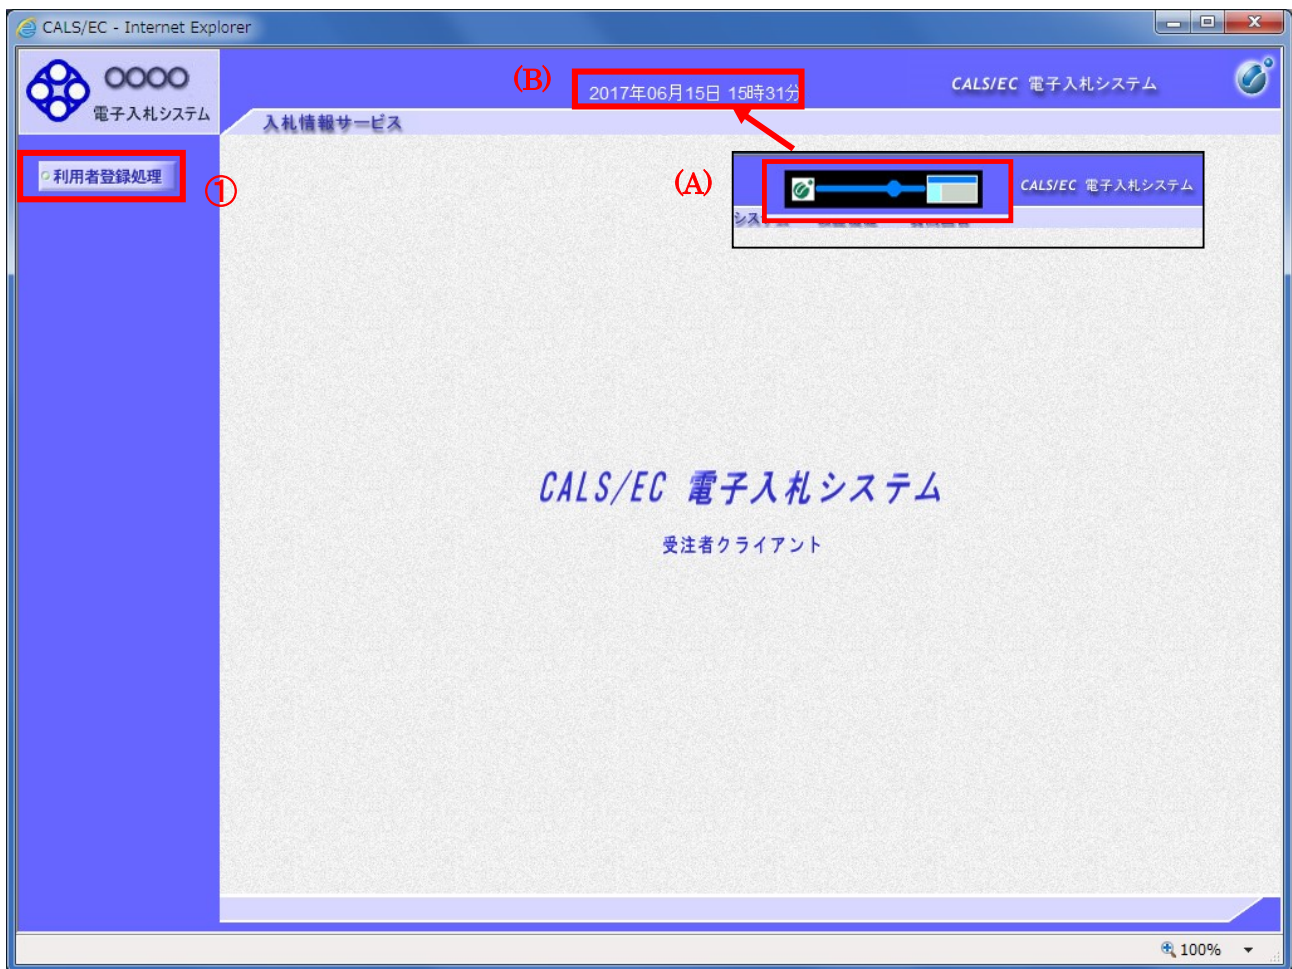 CALS/EC - Internet Explorer
○○○○
電子入札システム
(B)
2017年06月15日 15時31分
CALS/EC 電子入札システム
入札情報サービス
利用者登録処理
①
(A)
CALS/EC 電子入札システム
CALS/EC 電子入札システム
受注者クライアント
100%